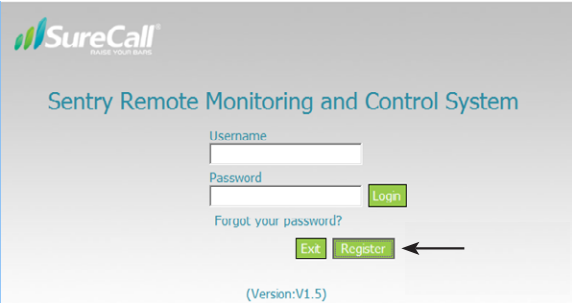 SureCall
RAISE YOUR BARS
Sentry Remote Monitoring and Control System
Username
Password
Login
Forgot your password?
Exit Register
(Version:V1.5)